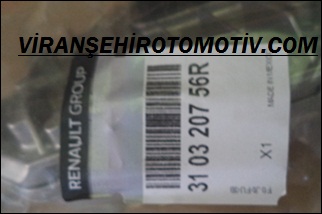 VİRANŞEHİROTOMOTİV.COM
RENAULT GROUP
31 03 207 56R
X1